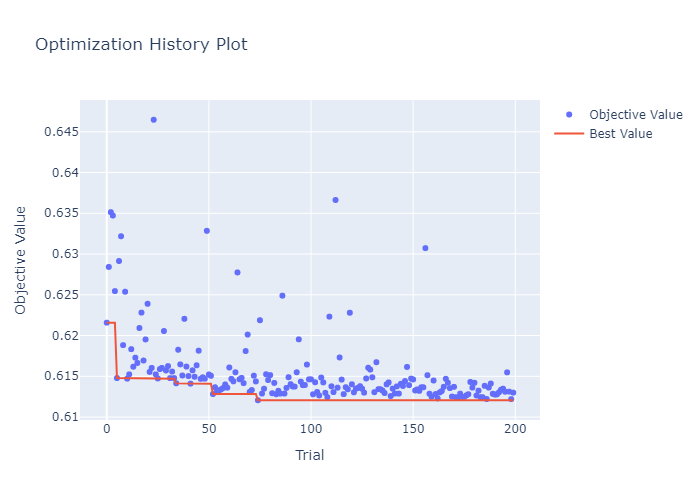 Optimization History Plot
Objective Value
Best Value
0.645
0.64
0.635
0.63
0.625
0.62
0.615
0.61
Objective Value
0
50
100
150
200
Trial